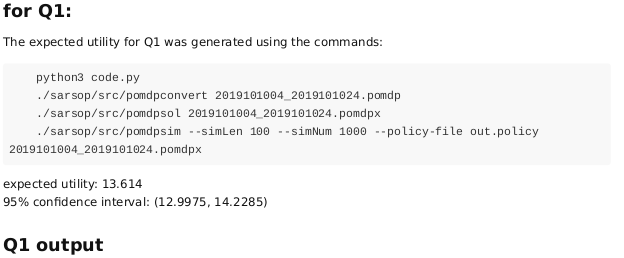 for Q1:
The expected utility for Q1 was generated using the commands:
python3 code.py
./sarsop/src/pomdpconvert 2019101004_2019101024.pomdp
./sarsop/src/pomdpsol 2019101004_2019101024.pomdpx
./sarsop/src/pomdpsim --simLen 100 --simNum 1000 --policy-file out.policy
2019101004_2019101024.pomdpx
expected utility: 13.614
95% confidence interval: (12.9975, 14.2285)
Q1 output